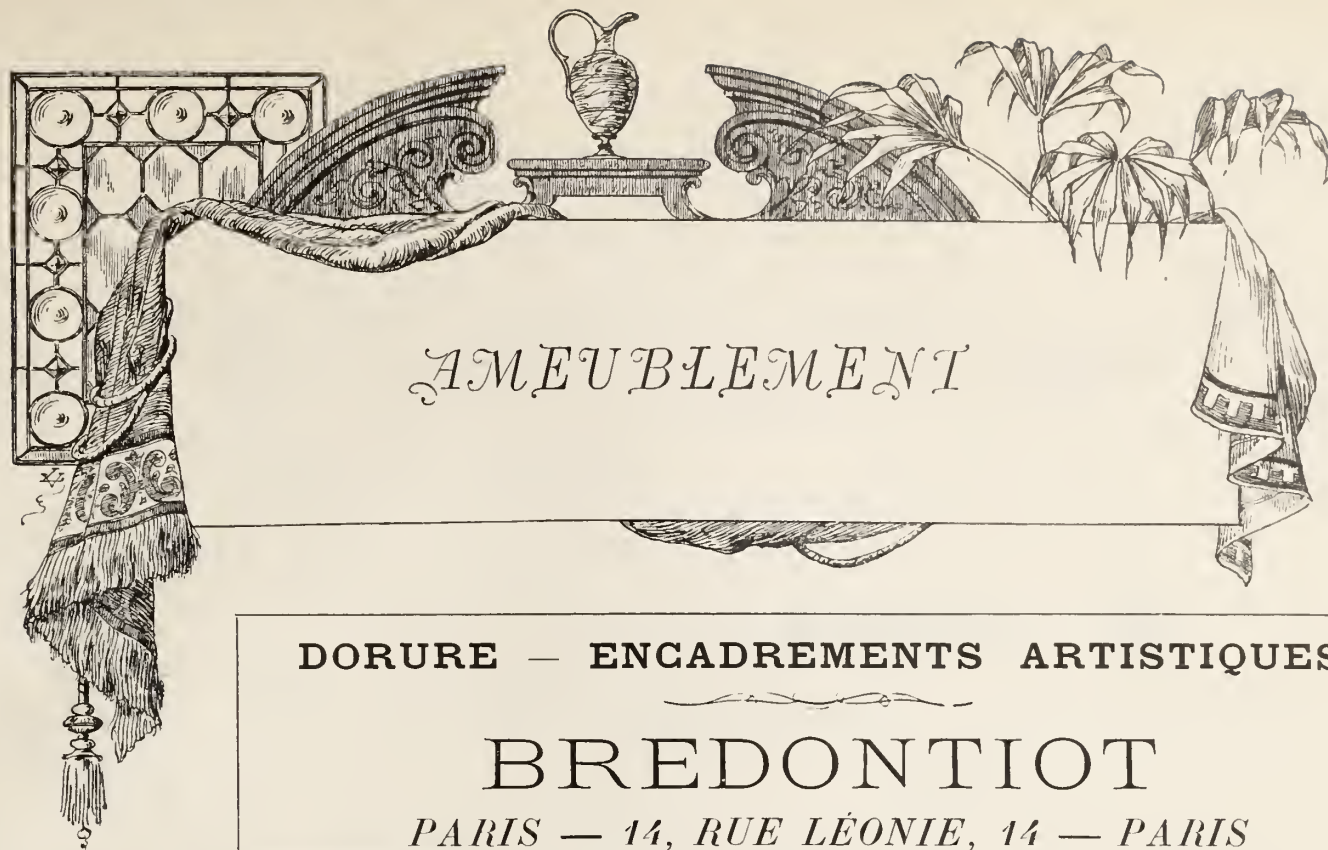 AMEUBLEMENT
DORURE — ENCADREMENTS ARTISTIQUES
BREDONTIOT
PARIS — 14, RUE LÉONIE, 14 — PARIS